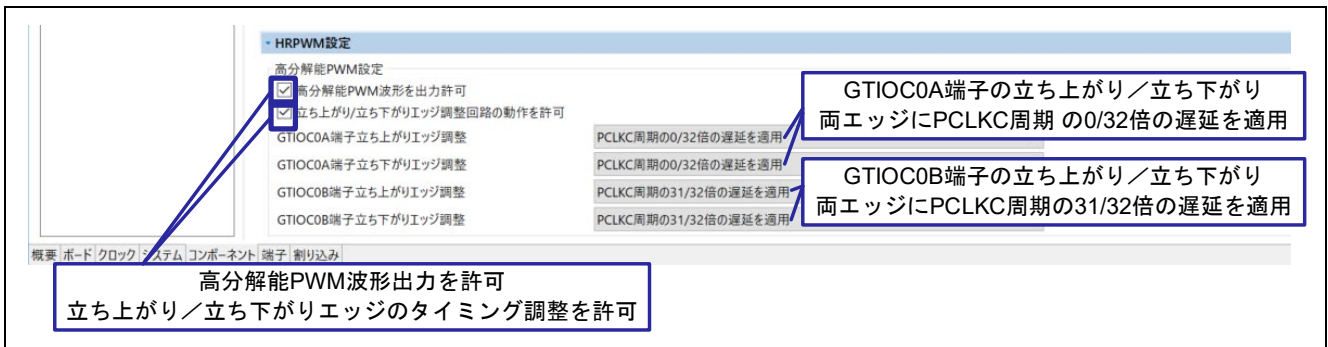 HRPWM設定
高分解能PWM設定
高分解能PWM波形を出力許可
立ち上がり/立ち下がりエッジ調整回路の動作を許可
GTIOC0A端子立ち上がりエッジ調整 PCLKC周期の0/32倍の遅延を適用
GTIOC0A端子立ち下がりエッジ調整 PCLKC周期の0/32倍の遅延を適用
GTIOC0B端子立ち上がりエッジ調整 PCLKC周期の31/32倍の遅延を適用
GTIOC0B端子立ち下がりエッジ調整 PCLKC周期の31/32倍の遅延を適用
GTIOC0A端子の立ち上がり／立ち下がり
両エッジにPCLKC周期 の0/32倍の遅延を適用
GTIOC0B端子の立ち上がり／立ち下がり
両エッジにPCLKC周期の31/32倍の遅延を適用
概要 ボード クロック システム コンポーネント 端子 割り込み
高分解能PWM波形出力を許可
立ち上がり／立ち下がりエッジのタイミング調整を許可